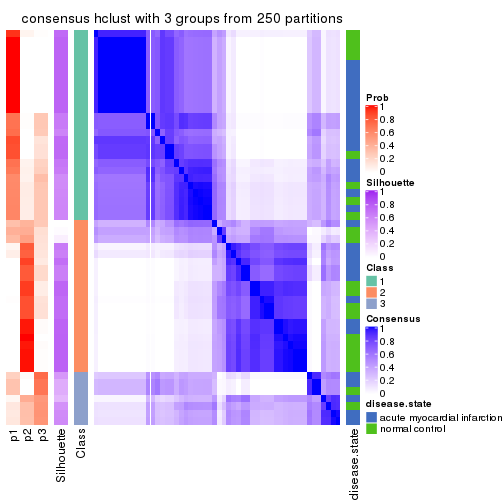 consensus hclust with 3 groups from 250 partitions
Prob
1
0.8
0.6
0.4
0.2
0
Silhouette
1
0.8
0.6
0.4
0.2
0
Class
1
2
3
Consensus
1
0.8
0.6
0.4
0.2
0
disease.state
acute myocardial infarction
normal control
p1
p2
p3
Silhouette
Class
disease.state